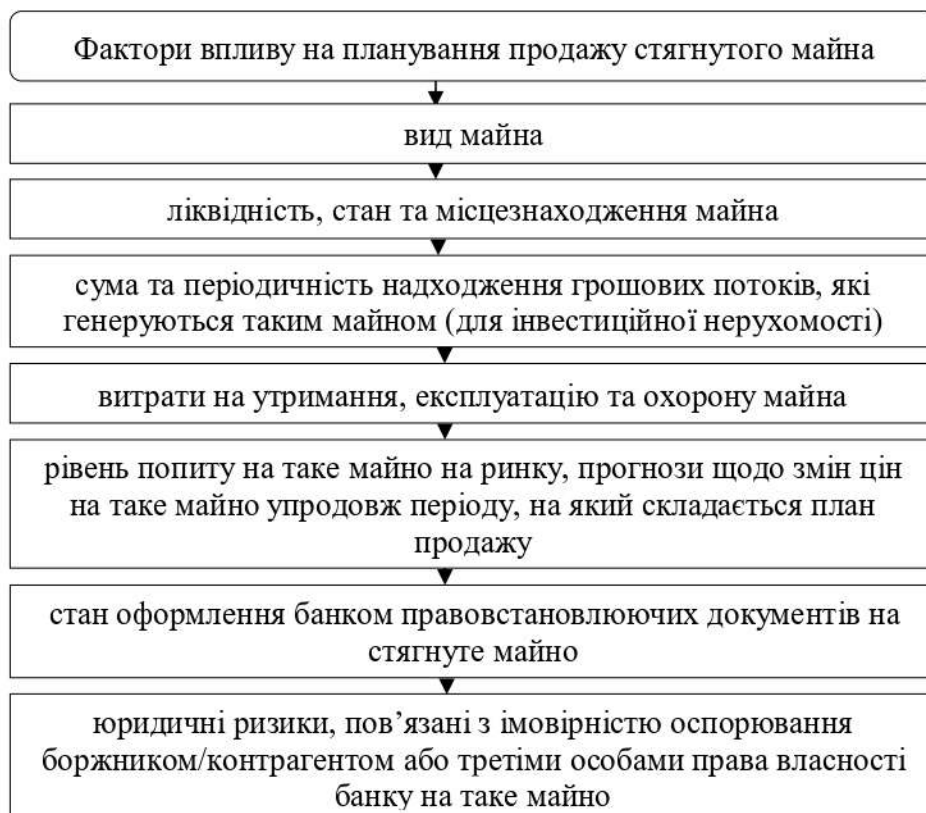 Фактори впливу на планування продажу стягнутого майна
вид майна
ліквідність, стан та місцезнаходження майна
сума та періодичність надходження грошових потоків, які
генеруються таким майном (для інвестиційної нерухомості)
витрати на утримання, експлуатацію та охорону майна
рівень попиту на таке майно на ринку, прогнози щодо змін цін
на таке майно упродовж періоду, на який складається план
продажу
стан оформлення банком правовстановлюючих документів на
стягнуте майно
юридичні ризики, пов’язані з імовірністю оспорювання
боржником/контрагентом або третіми особами права власності
банку на таке майно